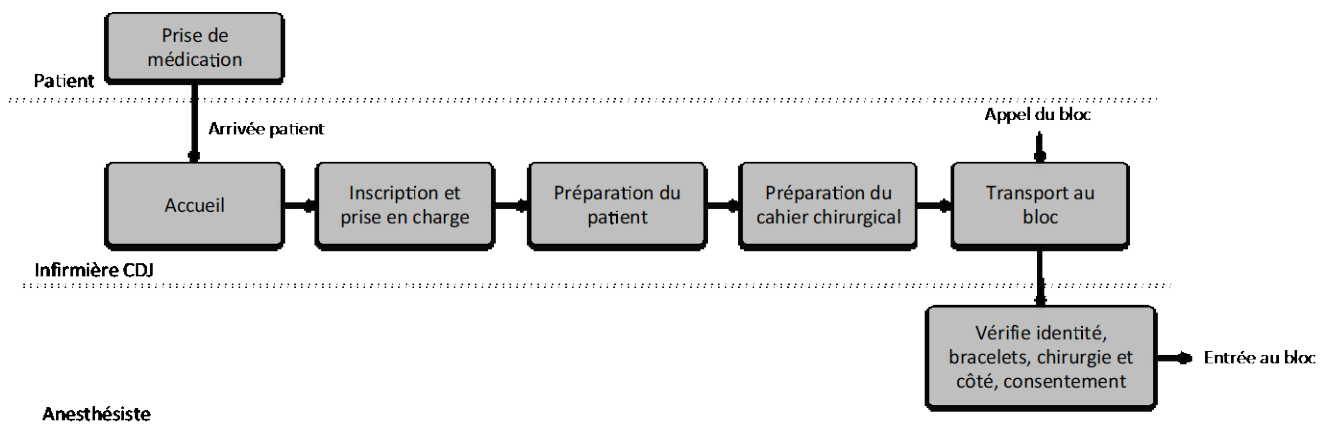 Prise de
médication
Patient
Arrivée patient
Appel du bloc
Accueil
Inscription et
prise en charge
Préparation du
patient
Préparation du
cahier chirurgical
Transport au
bloc
Infirmière CDJ
Vérifie identité,
bracelets, chirurgie et
côté, consentement
Entrée au bloc
Anesthésiste